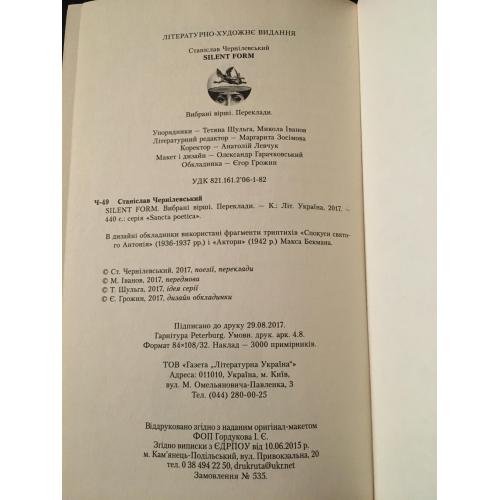 ЛІТЕРАТУРНО-ХУДОЖНЄ ВИДАННЯ
Станіслав Чернілевський
SILENT FORM
Вибрані вірші. Переклади.
Упорядники – Тетяна Шульга, Микола Іванов
Літературний редактор – Маргарита Зосімова
Коректор – Анатолій Левчук
Макет і дизайн – Олександр Гарачковський
Обкладинка – Єгор Грожин
УДК 821.161.2'06-1-82
Ч-49 Станіслав Чернілевський
SILENT FORM. Вибрані вірші. Переклади. – К.: Літ. Україна, 2017. –
440 с.: серія «Sancta poetica».
В дизайні обкладинки використані фрагменти триптихів «Спокуси свято-
го Антонія» (1936-1937 рр.) і «Актори» (1942 р.) Макса Бекмана.
© Ст. Чернілевський, 2017, поезії, переклади
© М. Іванов, 2017, передмова
© Т. Шульга, 2017, ідея серії
© Є. Грожин, 2017, дизайн обкладинки
Підписано до друку 29.08.2017.
Гарнітура Peterburg. Умовн. друк. арк. 4.8.
Формат 84×108/32. Наклад – 3000 примірників.
ТОВ «Газета „Літературна Україна"»
Адреса: 011010, Україна, м. Київ,
вул. М. Омельяновича-Павленка, 3
Тел. (044) 280-00-25
Віддруковано згідно з наданим оригінал-макетом
ФОП Гордукова І. Є.
Згідно виписки з ЄДРПОУ від 10.06.2015 р.
м. Кам'янець-Подільський, вул. Привокзальна, 20
тел. 0 38 494 22 50, drukruta@ukr.net
Замовлення № 535.